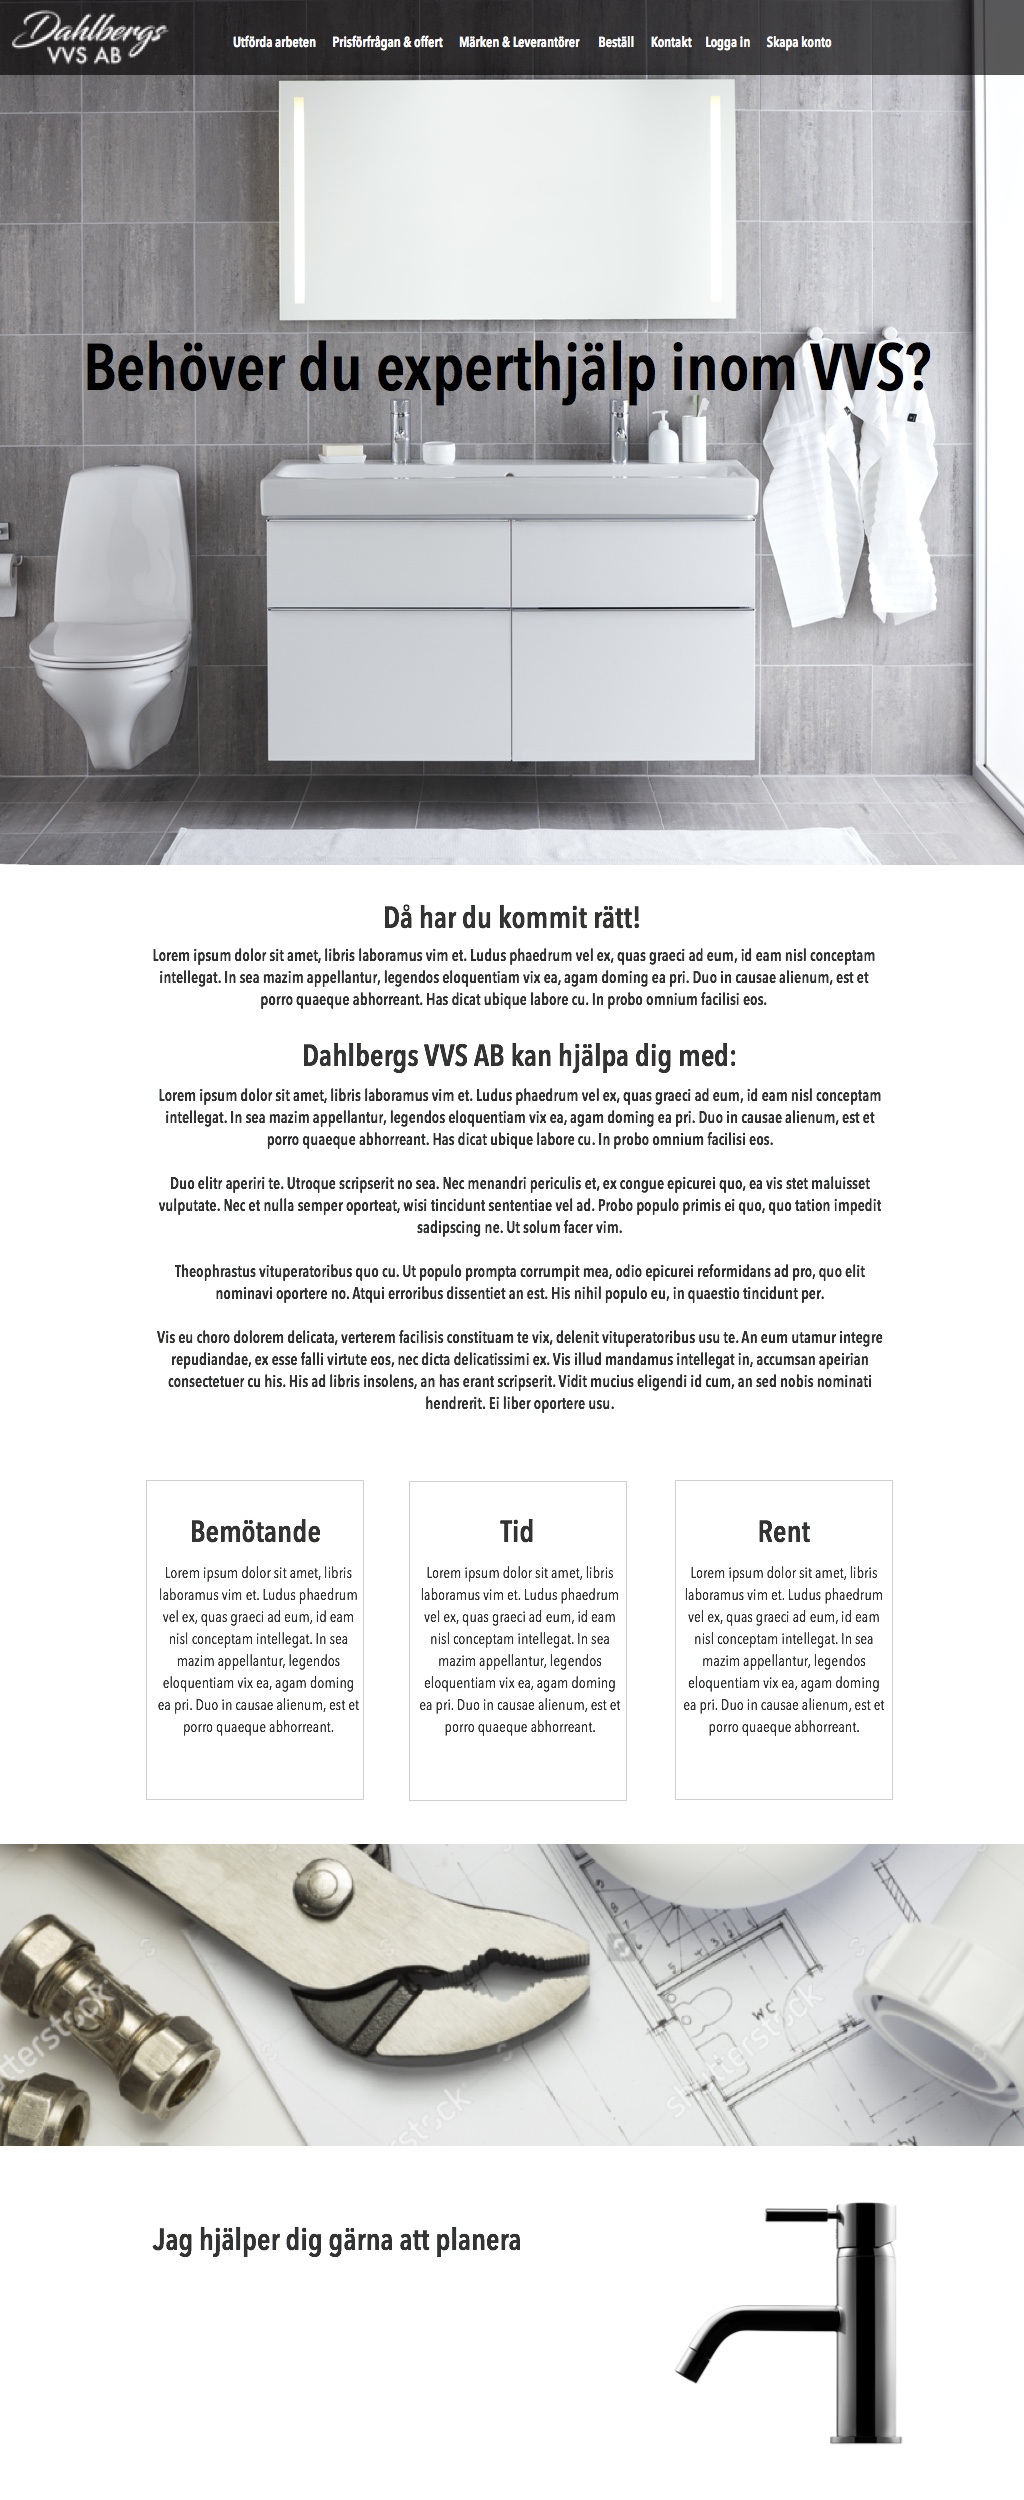 Dahlbergs
VVS AB
Utförda arbeten Prisförfrågan & offert Märken & Leverantörer Beställ Kontakt Logga in Skapa konto
Behöver du experthjälp inom VVS?
Då har du kommit rätt!
Lorem ipsum dolor sit amet, libris laboramus vim et. Ludus phaedrum vel ex, quas graeci ad eum, id eam nisl conceptam
intellegat. In sea mazim appellantur, legendos eloquentiam vix ea, agam doming ea pri. Duo in causae alienum, est et
porro quaeque abhorreant. Has dicat ubique labore cu. In probo omnium facilisi eos.
Dahlbergs VVS AB kan hjälpa dig med:
Lorem ipsum dolor sit amet, libris laboramus vim et. Ludus phaedrum vel ex, quas graeci ad eum, id eam nisl conceptam
intellegat. In sea mazim appellantur, legendos eloquentiam vix ea, agam doming ea pri. Duo in causae alienum, est et
porro quaeque abhorreant. Has dicat ubique labore cu. In probo omnium facilisi eos.
Duo elitr aperiri te. Utroque scripserit no sea. Nec menandri periculis et, ex congue epicurei quo, ea vis stet maluisset
vulputate. Nec et nulla semper oporteat, wisi tincidunt sententiae vel ad. Probo populo primis ei quo, quo tation impedit
sadipscing ne. Ut solum facer vim.
Theophrastus vituperatoribus quo cu. Ut populo prompta corrumpit mea, odio epicurei reformidans ad pro, quo elit
nominavi oportere no. Atqui erroribus dissentiet an est. His nihil populo eu, in quaestio tincidunt per.
Vis eu choro dolorem delicata, verterem facilisis constituam te vix, delenit vituperatoribus usu te. An eum utamur integre
repudiandae, ex esse falli virtute eos, nec dicta delicatissimi ex. Vis illud mandamus intellegat in, accumsan apeirian
consectetuer cu his. His ad libris insolens, an has erant scripserit. Vidit mucius eligendi id cum, an sed nobis nominati
hendrerit. Ei liber oportere usu.
Bemötande
Lorem ipsum dolor sit amet, libris
laboramus vim et. Ludus phaedrum
vel ex, quas graeci ad eum, id eam
nisl conceptam intellegat. In sea
mazim appellantur, legendos
eloquentiam vix ea, agam doming
ea pri. Duo in causae alienum, est et
porro quaeque abhorreant.
Tid
Lorem ipsum dolor sit amet, libris
laboramus vim et. Ludus phaedrum
vel ex, quas graeci ad eum, id eam
nisl conceptam intellegat. In sea
mazim appellantur, legendos
eloquentiam vix ea, agam doming
ea pri. Duo in causae alienum, est et
porro quaeque abhorreant.
Rent
Lorem ipsum dolor sit amet, libris
laboramus vim et. Ludus phaedrum
vel ex, quas graeci ad eum, id eam
nisl conceptam intellegat. In sea
mazim appellantur, legendos
eloquentiam vix ea, agam doming
ea pri. Duo in causae alienum, est et
porro quaeque abhorreant.
WC
shutterstock
Jag hjälper dig gärna att planera